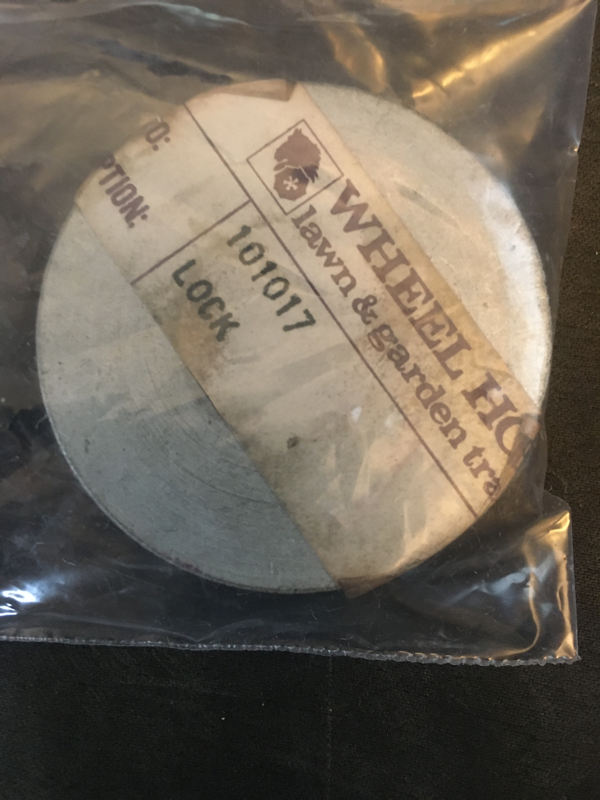 WHEEL HO
lawn & garden tra
O:
PTION:
101017
LOCK